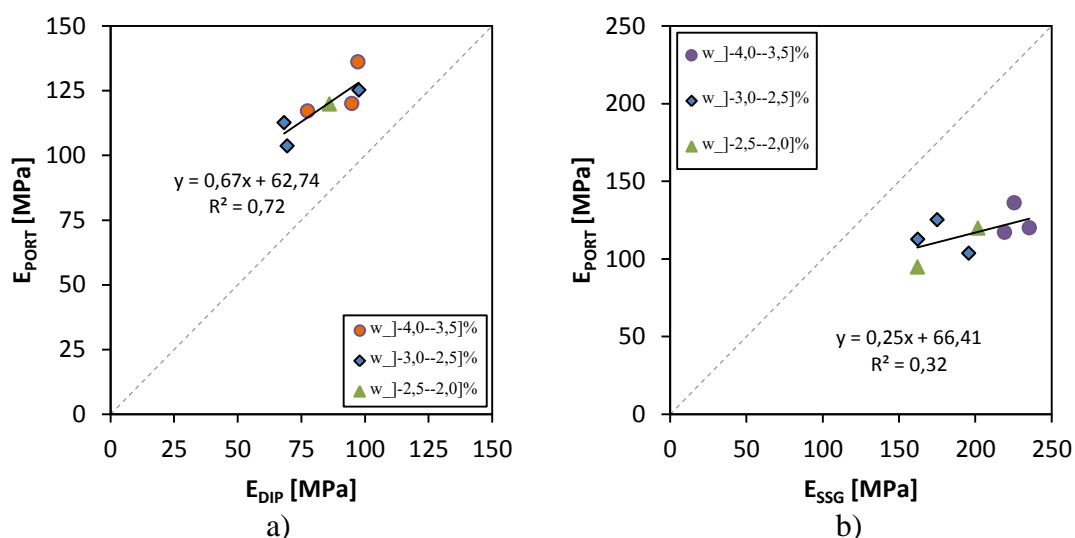 150
125
100
75
50
25
0
E_PORT [MPa]
y = 0,67x + 62,74
R² = 0,72
w_]-4,0--3,5]%
w_]-3,0--2,5]%
w_]-2,5--2,0]%
0 25 50 75 100 125 150
E_DIP [MPa]
a)
250
200
150
100
50
0
E_PORT [MPa]
w_]-4,0--3,5]%
w_]-3,0--2,5]%
w_]-2,5--2,0]%
y = 0,25x + 66,41
R² = 0,32
0 50 100 150 200 250
E_SSG [MPa]
b)